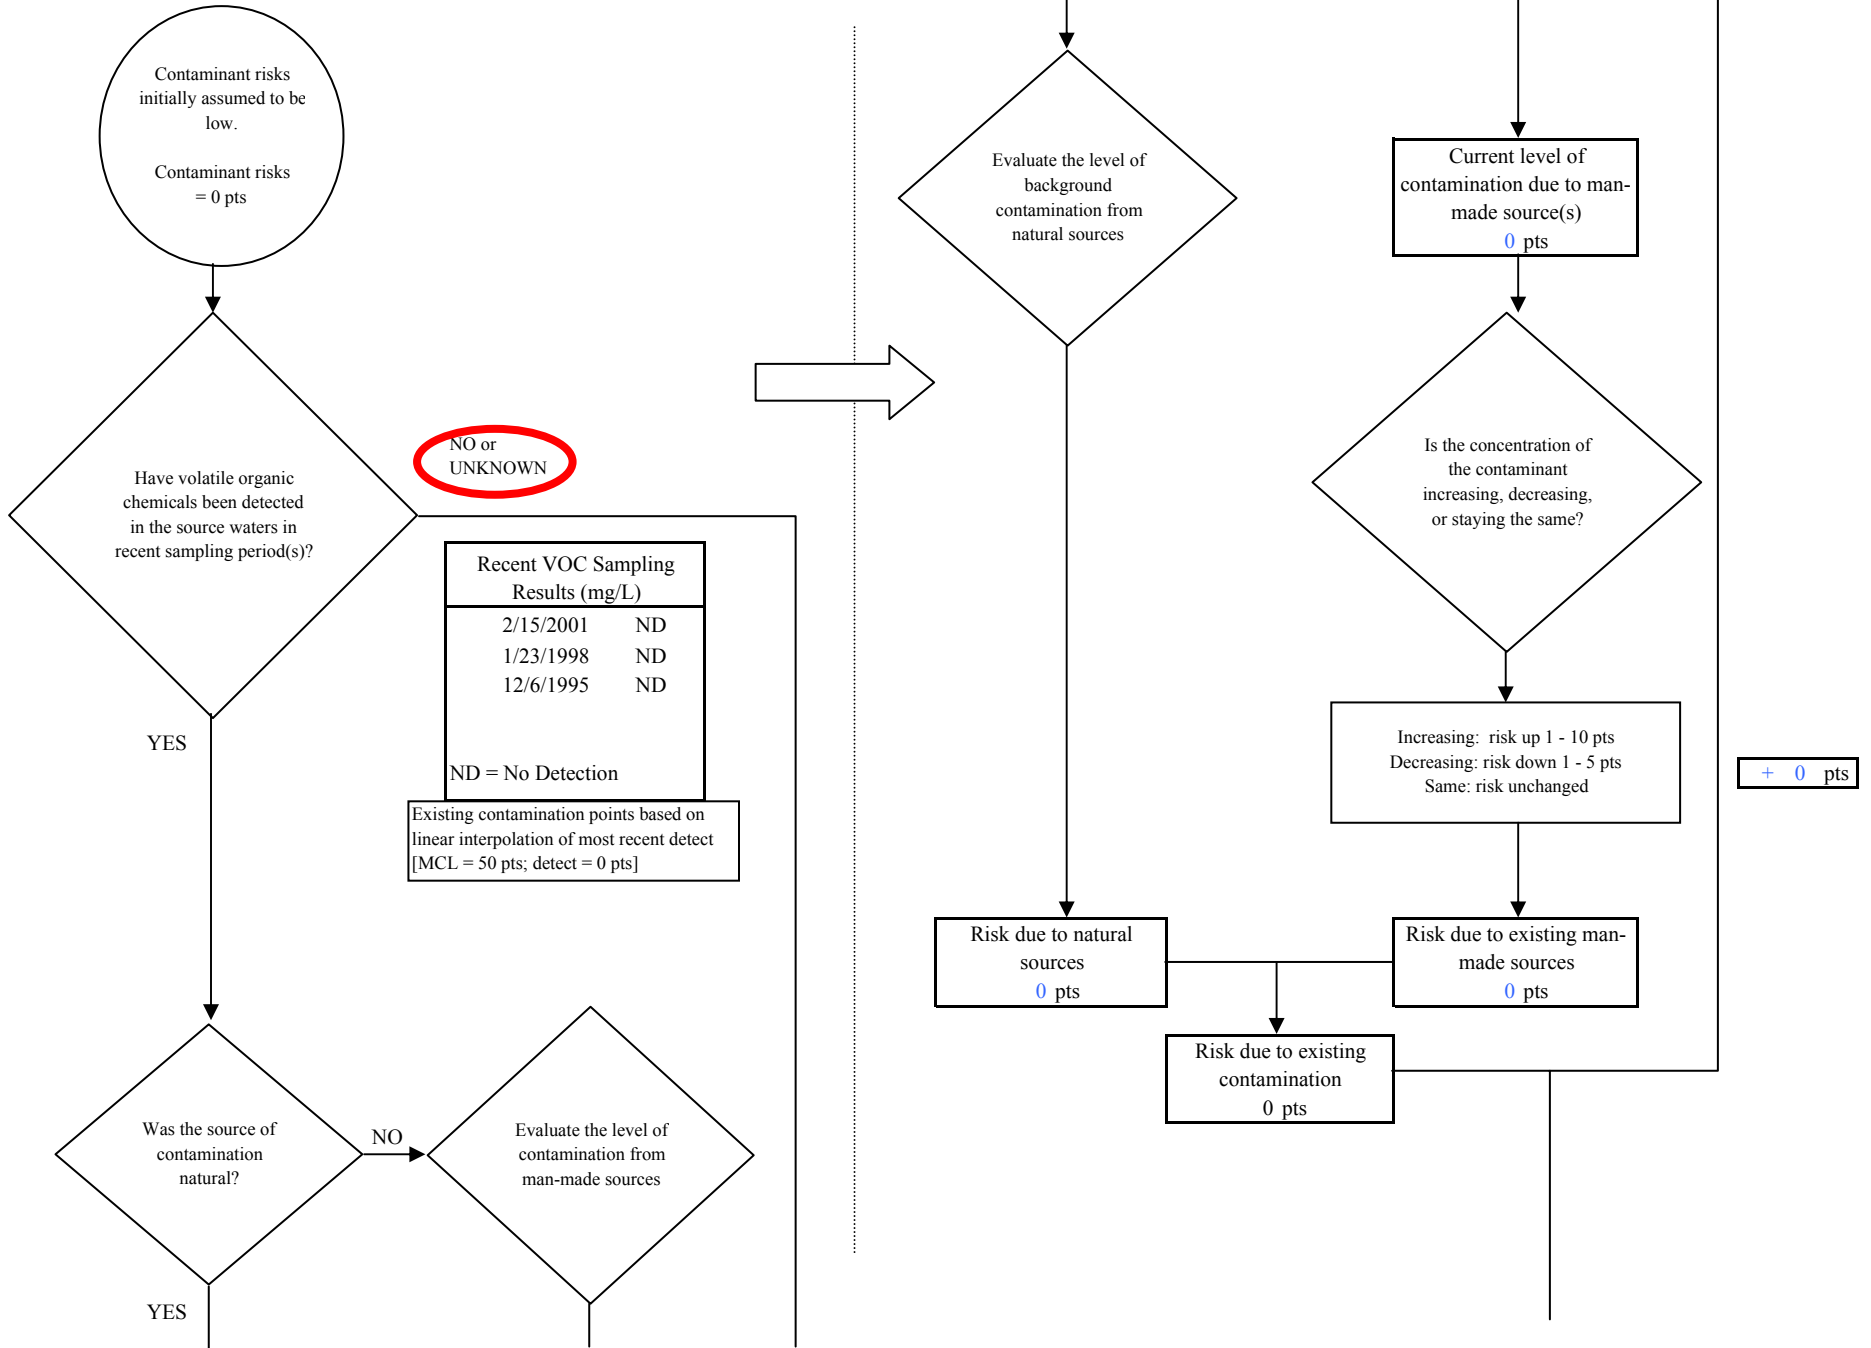 Contaminant risks
initially assumed to be
low.
Contaminant risks
= 0 pts
Have volatile organic
chemicals been detected
in the source waters in
recent sampling period(s)?
NO or
UNKNOWN
Recent VOC Sampling
Results (mg/L)
2/15/2001 ND
1/23/1998 ND
12/6/1995 ND
ND = No Detection
Existing contamination points based on
linear interpolation of most recent detect
[MCL = 50 pts; detect = 0 pts]
YES
Was the source of
contamination
natural?
NO
Evaluate the level of
contamination from
man-made sources
YES
Evaluate the level of
background
contamination from
natural sources
Current level of
contamination due to man-
made source(s)
0 pts
Is the concentration of
the contaminant
increasing, decreasing,
or staying the same?
Increasing: risk up 1 - 10 pts
Decreasing: risk down 1 - 5 pts
Same: risk unchanged
+ 0 pts
Risk due to natural
sources
0 pts
Risk due to existing man-
made sources
0 pts
Risk due to existing
contamination
0 pts